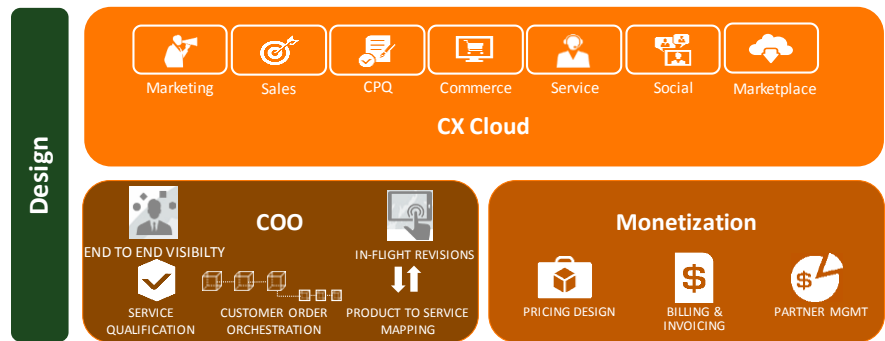 Design
Marketing
Sales
CPQ
Commerce
Service
Social
Marketplace
CX Cloud
COO
END TO END VISIBILTY
IN-FLIGHT REVISIONS
SERVICE
QUALIFICATION
CUSTOMER ORDER
ORCHESTRATION
PRODUCT TO SERVICE
MAPPING
Monetization
$
$
PRICING DESIGN
BILLING &
INVOICING
PARTNER MGMT